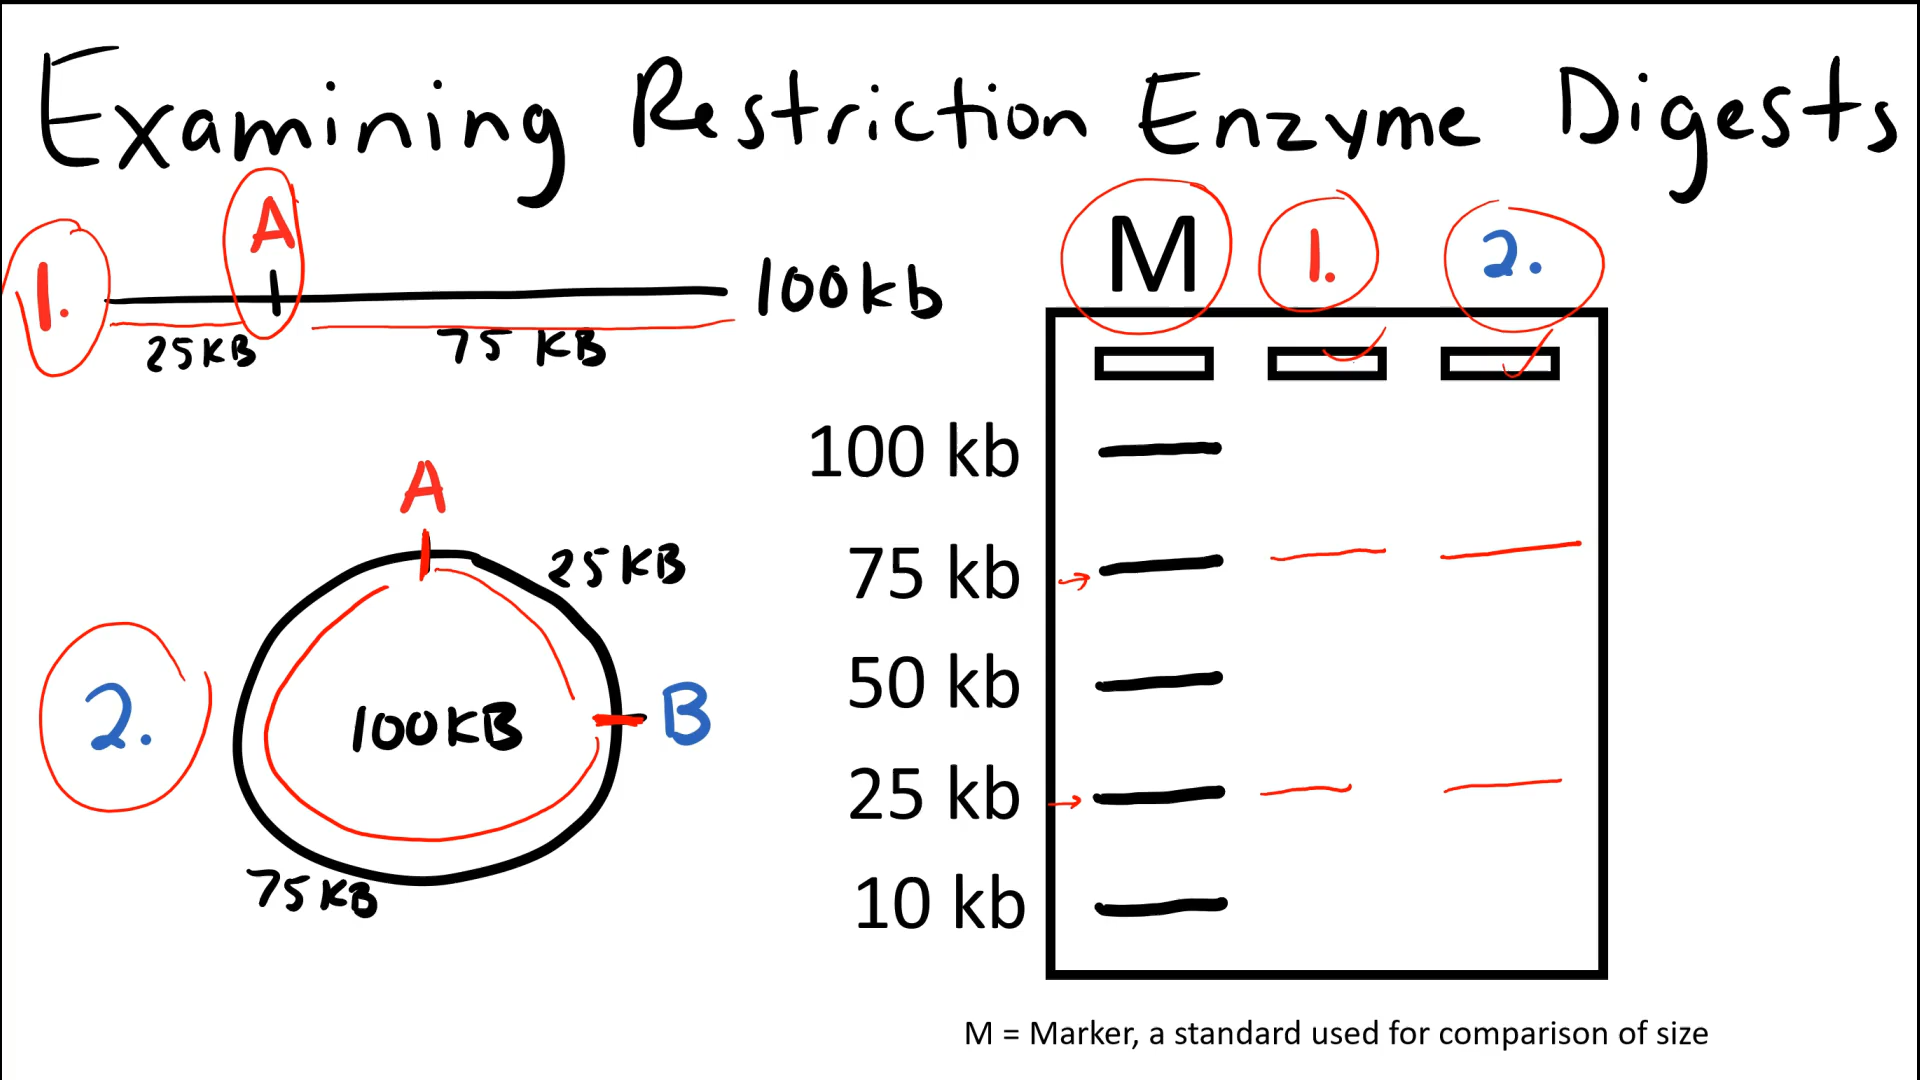 Examining Restriction Enzyme Digests
1.
A
100kb
25KB
75 KB
A
25KB
2.
100KB
B
75KB
M
1.
2.
100 kb
75 kb
50 kb
25 kb
10 kb
M = Marker, a standard used for comparison of size